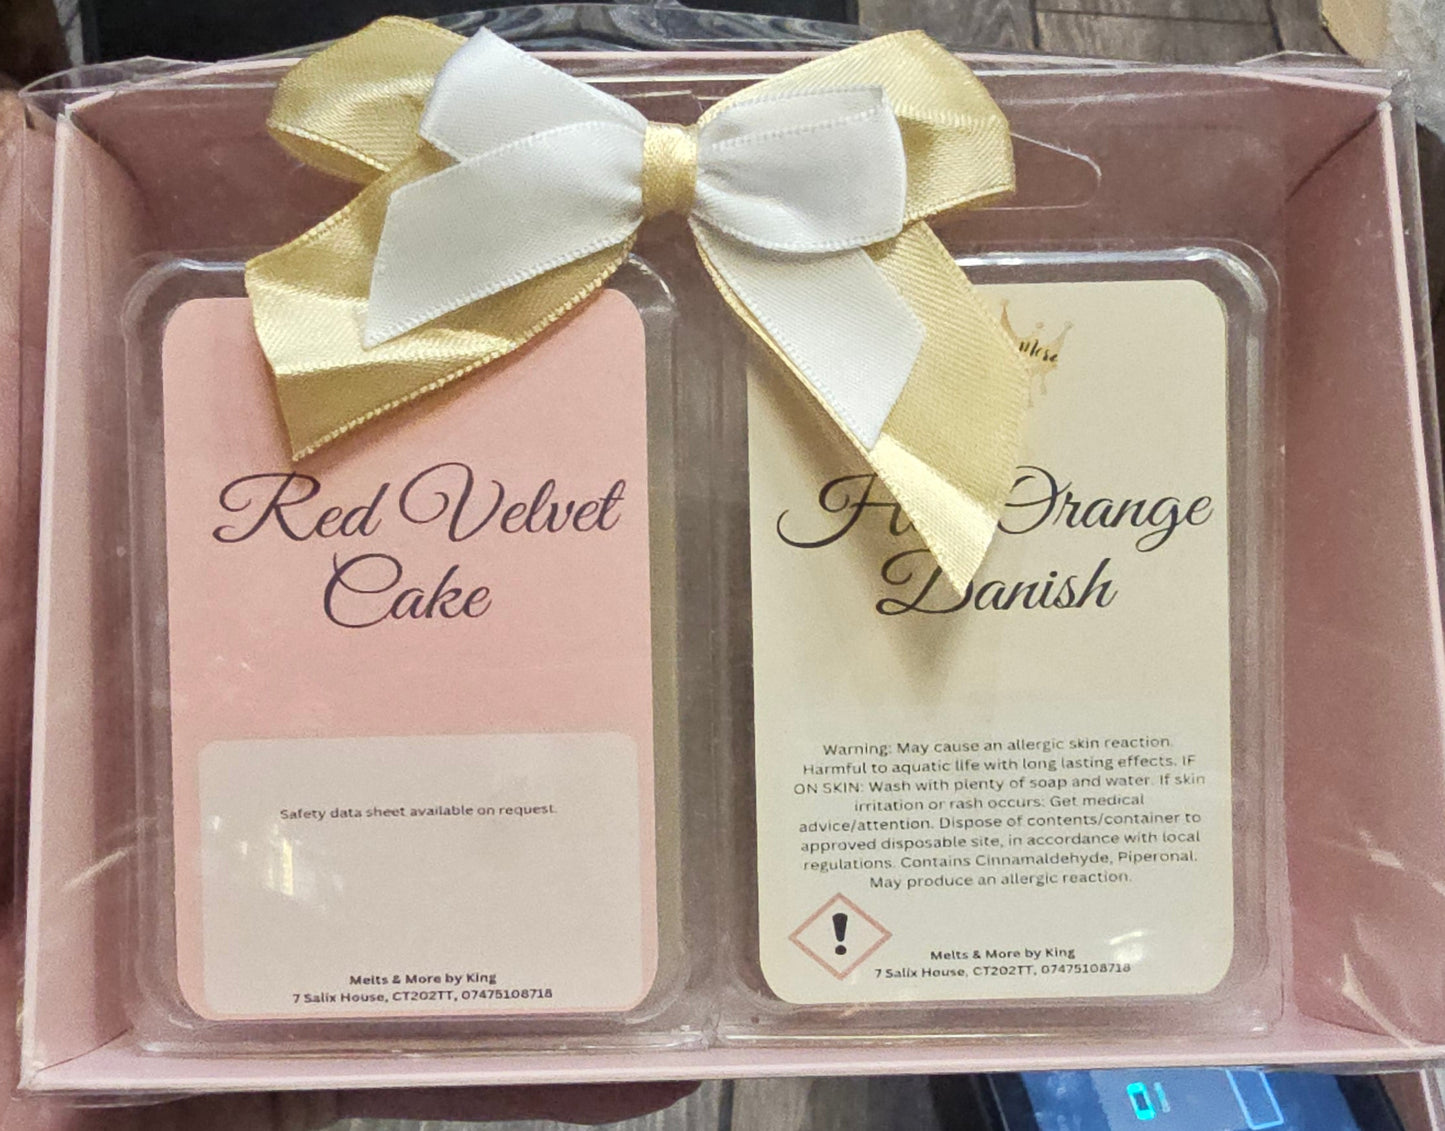 Red Velvet
Cake
Safety data sheet available on request.
Melts & More by King
7 Salix House, CT202TT, 07475108718
More
Orange
Danish
Warning: May cause an allergic skin reaction.
Harmful to aquatic life with long lasting effects. IF
ON SKIN: Wash with plenty of soap and water. If skin
irritation or rash occurs: Get medical
advice/attention. Dispose of contents/container to
approved disposable site, in accordance with local
regulations. Contains Cinnamaldehyde, Piperonal.
May produce an allergic reaction.
!
Melts & More by King
7 Salix House, CT202TT, 07475108718